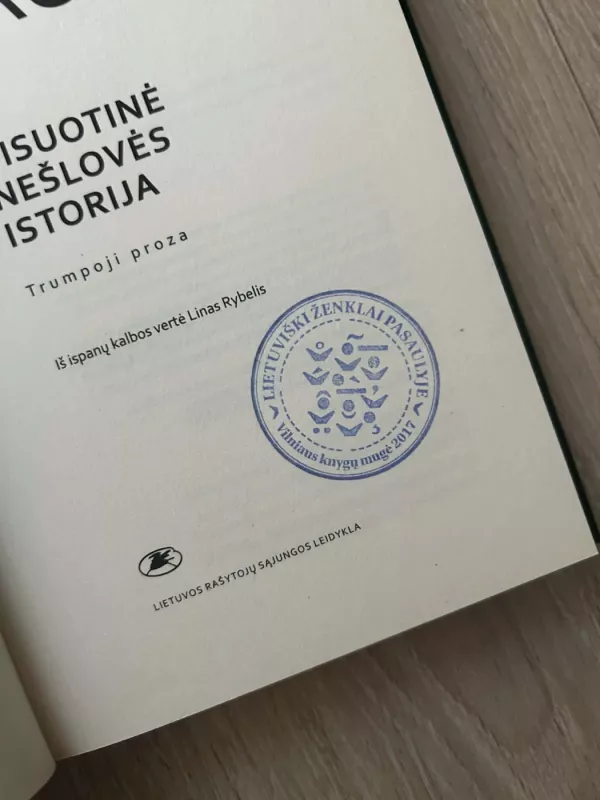 ISUOTINĖ
NEŠLOVĖS
ISTORIJA
Trumpoji proza
Iš ispanų kalbos vertė Linas Rybelis
LIETUVIŠKI ŽENKLAI PASAULYJE
Vilniaus knygų mugė 2017
LIETUVOS RAŠYTOJŲ SĄJUNGOS LEIDYKLA